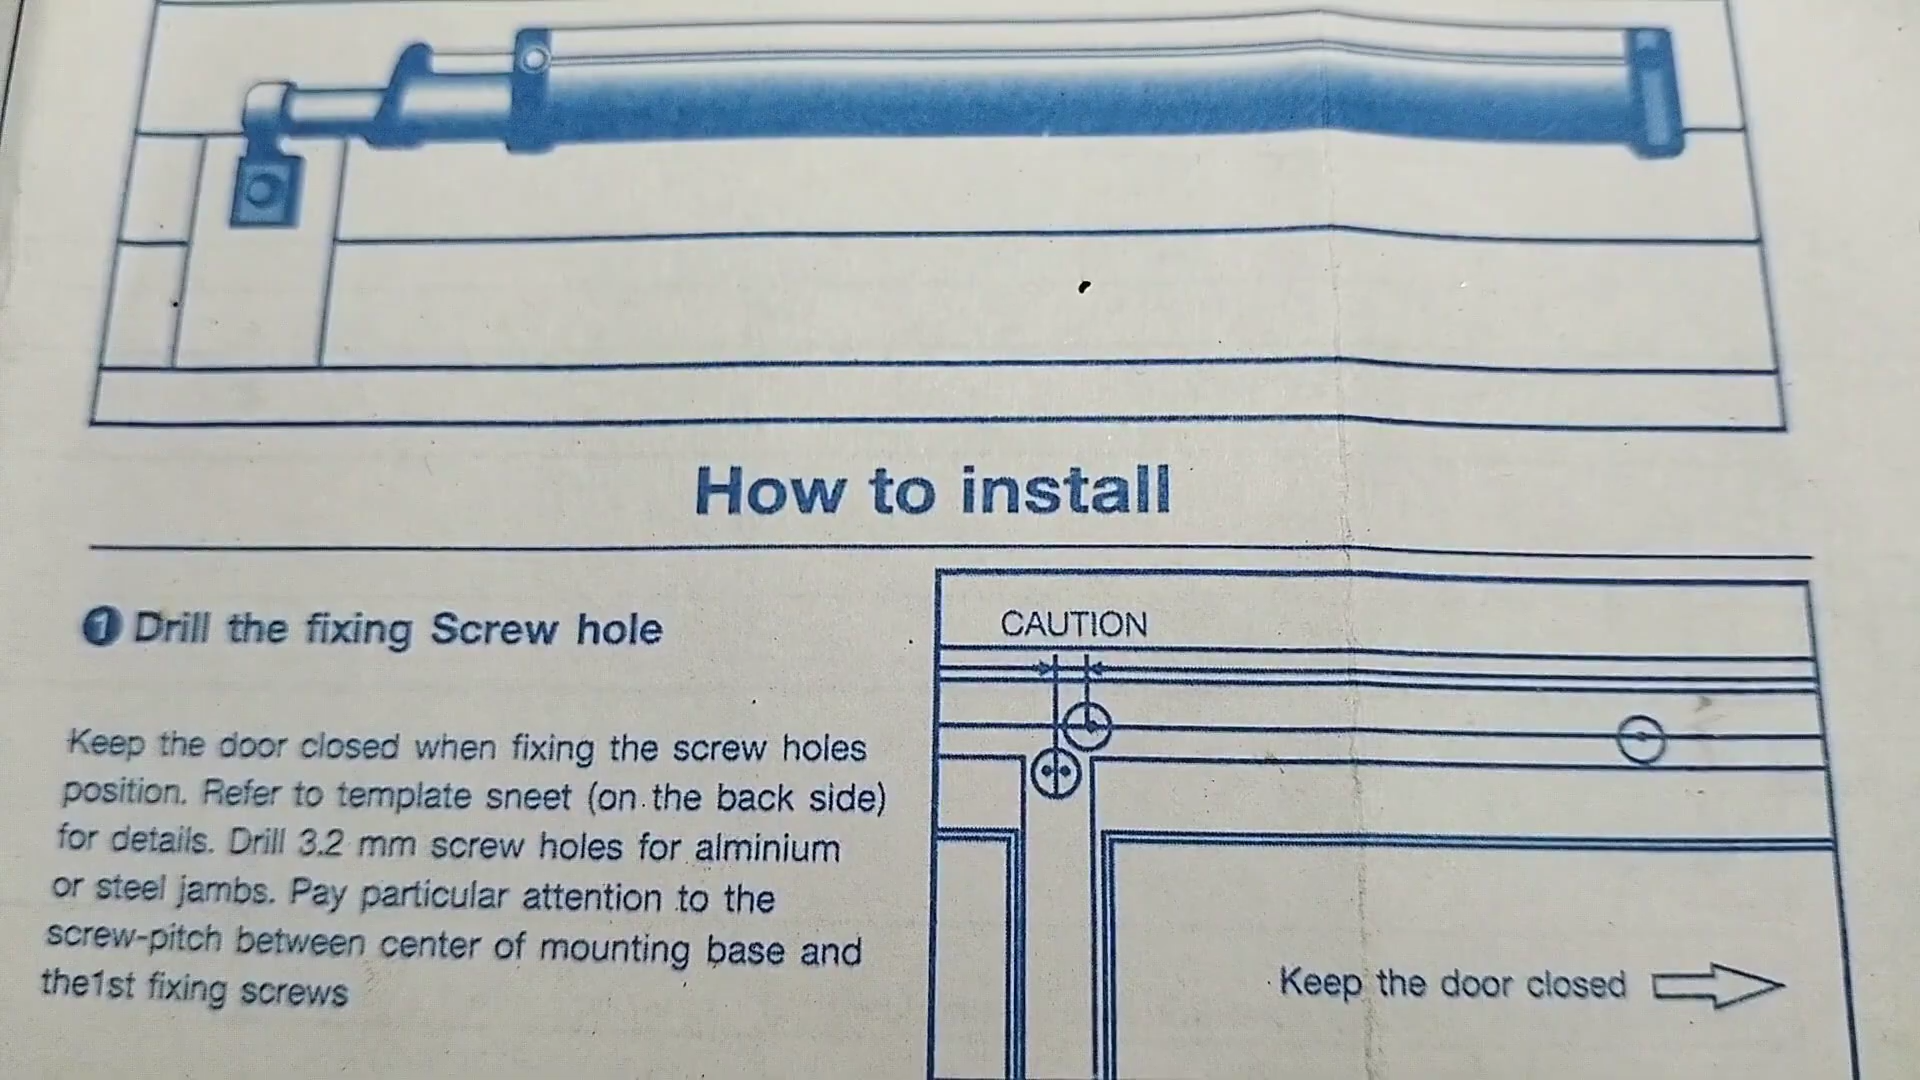 How to install
1 Drill the fixing Screw hole
CAUTION
Keep the door closed when fixing the screw holes
position. Refer to template sneet (on the back side)
for details. Drill 3.2 mm screw holes for alminium
or steel jambs. Pay particular attention to the
screw-pitch between center of mounting base and
the1st fixing screws
Keep the door closed